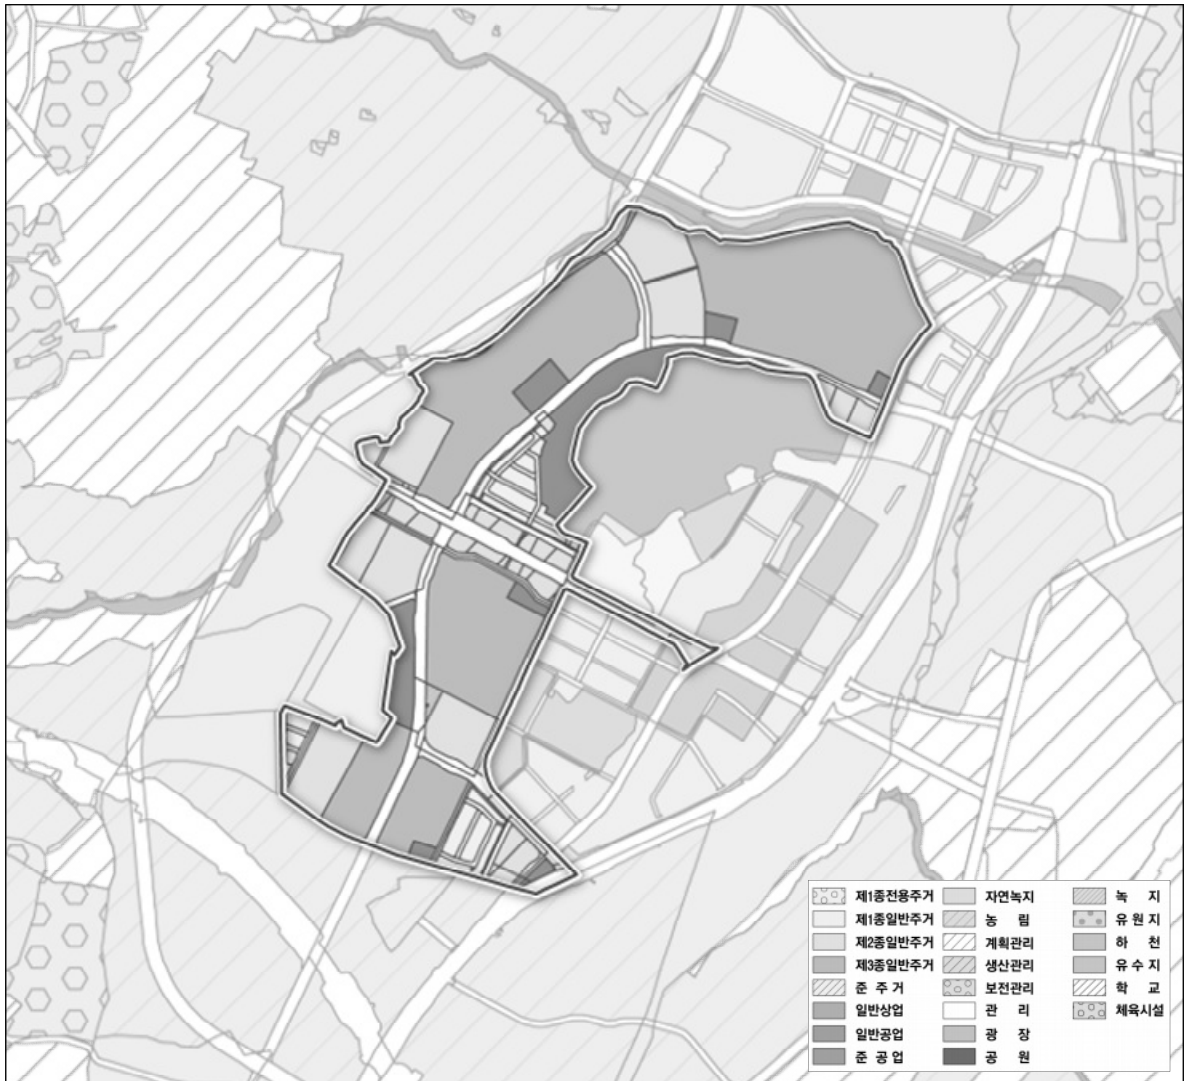 제1종전용주거 자연녹지 녹 지
제1종일반주거 농 림 유 원 지
제2종일반주거 계획관리 하 천
제3종일반주거 생산관리 유 수 지
준 주 거 보전관리 학 교
일반상업 관 리 체육시설
일반공업 광 장
준 공 업 공 원